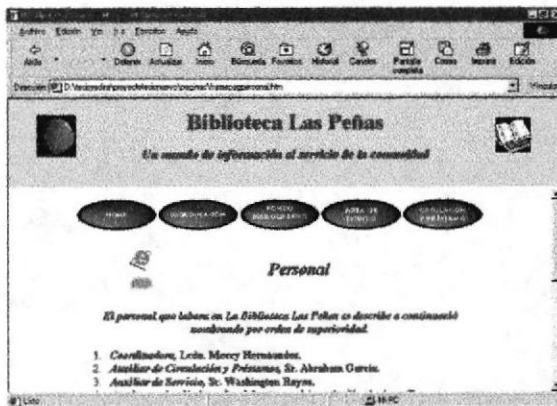 Archivo Edición Ver Ir a Favoritos Ayuda
Atrás Detener Actualizar Inicio Búsqueda Favoritos Historial Canales Pantalla completa Correo Imprimir Edición
Dirección
Biblioteca Las Peñas
Un mundo de información al servicio de la comunidad
HOME
Personal
El personal que labora en La Biblioteca Las Peñas se describe a continuació
nombrando por orden de superioridad.
1. Coordinadora, Lcda. Mercy Hernández.
2. Auxiliar de Circulación y Préstamos, Sr. Abraham García.
3. Auxiliar de Servicio, Sr. Washington Reyes.
Listo
Mi PC